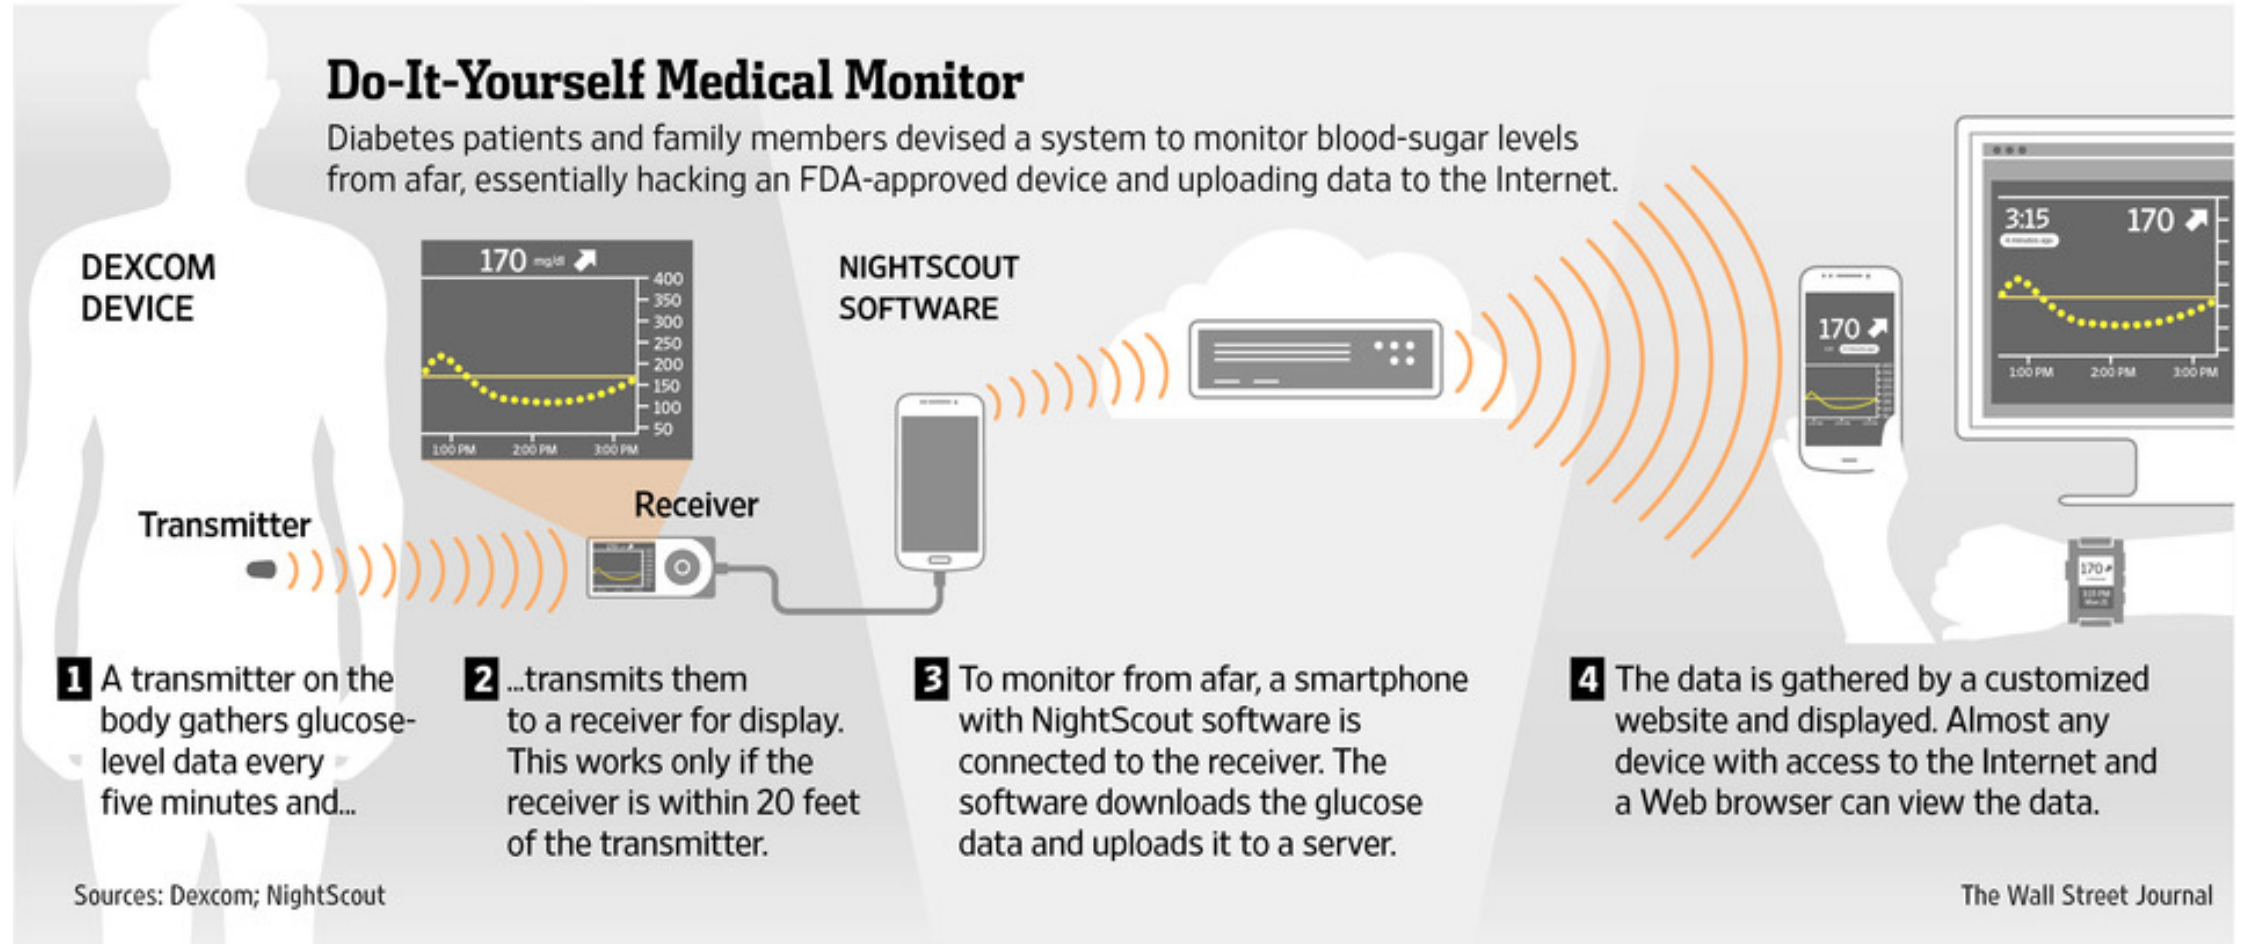 Do-It-Yourself Medical Monitor
Diabetes patients and family members devised a system to monitor blood-sugar levels
from afar, essentially hacking an FDA-approved device and uploading data to the Internet.
DEXCOM
DEVICE
170 mg/dl
400
350
300
250
200
150
100
50
1:00 PM 2:00 PM 3:00 PM
Transmitter
Receiver
NIGHTSCOUT
SOFTWARE
170
3:15 170
4 minutes ago
1:00 PM 2:00 PM 3:00 PM
170
1 A transmitter on the
body gathers glucose-
level data every
five minutes and...
2 ...transmits them
to a receiver for display.
This works only if the
receiver is within 20 feet
of the transmitter.
3 To monitor from afar, a smartphone
with NightScout software is
connected to the receiver. The
software downloads the glucose
data and uploads it to a server.
4 The data is gathered by a customized
website and displayed. Almost any
device with access to the Internet and
a Web browser can view the data.
Sources: Dexcom; NightScout
The Wall Street Journal